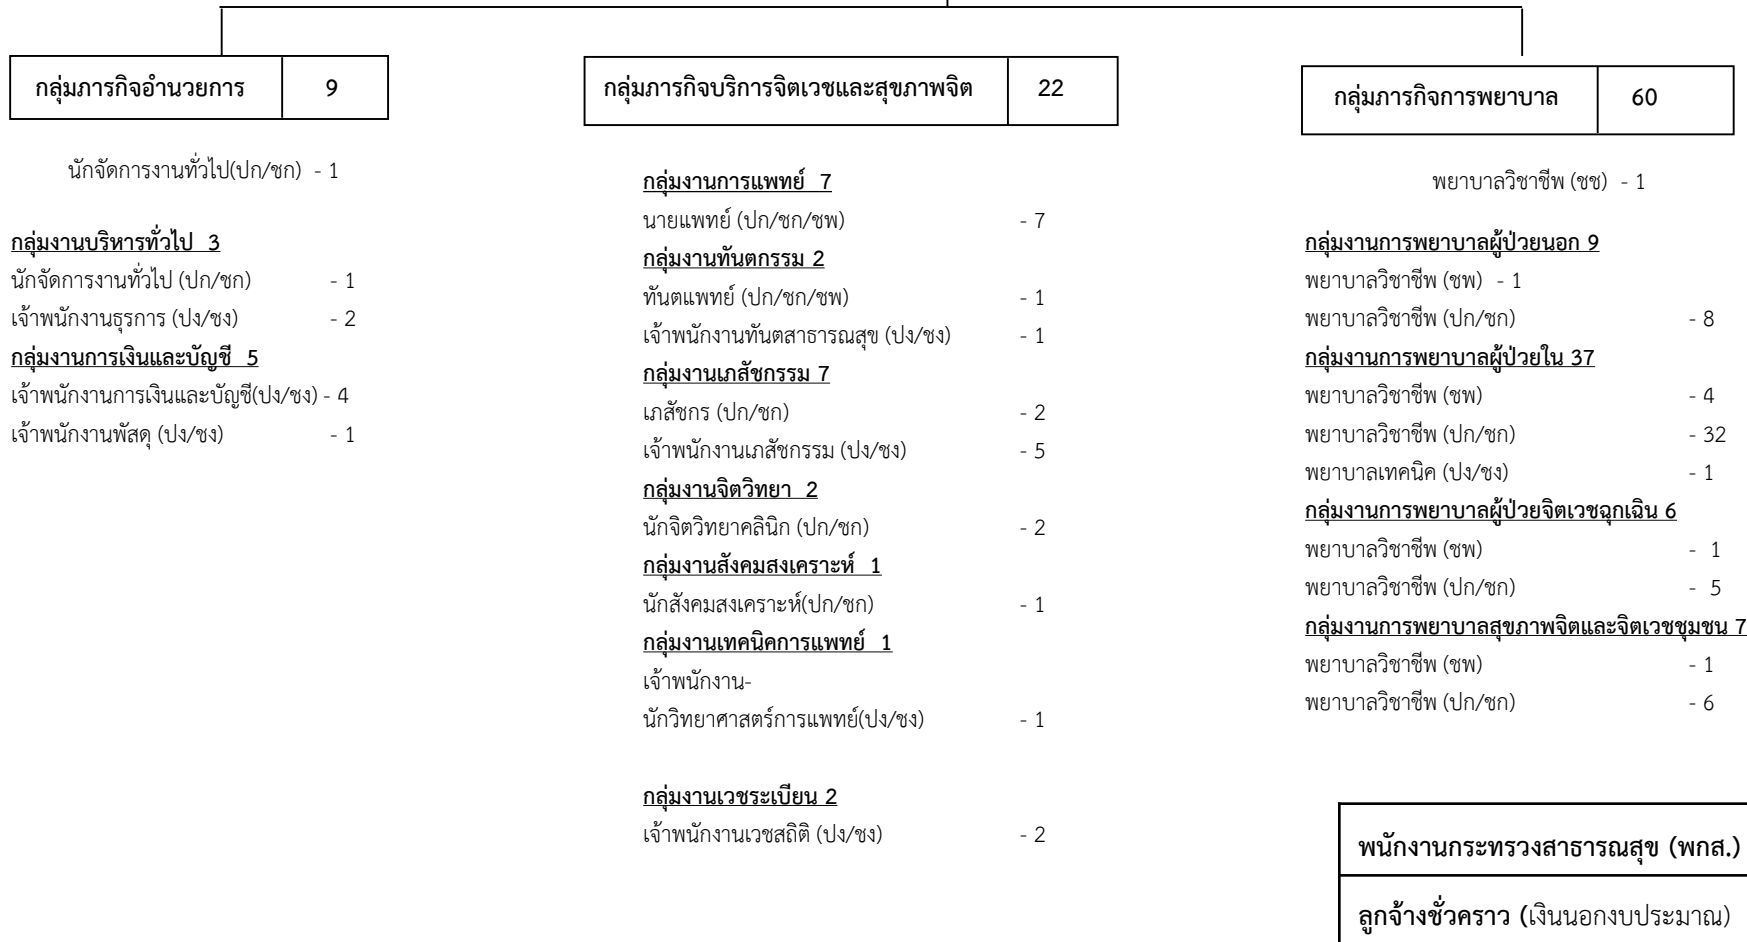 กลุ่มภารกิจอำนวยการ 9
นักจัดการงานทั่วไป(ปก/ชก) - 1
กลุ่มงานบริหารทั่วไป 3
นักจัดการงานทั่วไป (ปก/ชก) - 1
เจ้าพนักงานธุรการ (ปง/ชง) - 2
กลุ่มงานการเงินและบัญชี 5
เจ้าพนักงานการเงินและบัญชี(ปง/ชง) - 4
เจ้าพนักงานพัสดุ (ปง/ชง) - 1
กลุ่มภารกิจบริการจิตเวชและสุขภาพจิต 22
กลุ่มงานการแพทย์ 7
นายแพทย์ (ปก/ชก/ชพ) - 7
กลุ่มงานทันตกรรม 2
ทันตแพทย์ (ปก/ชก/ชพ) - 1
เจ้าพนักงานทันตสาธารณสุข (ปง/ชง) - 1
กลุ่มงานเภสัชกรรม 7
เภสัชกร (ปก/ชก) - 2
เจ้าพนักงานเภสัชกรรม (ปง/ชง) - 5
กลุ่มงานจิตวิทยา 2
นักจิตวิทยาคลินิก (ปก/ชก) - 2
กลุ่มงานสังคมสงเคราะห์ 1
นักสังคมสงเคราะห์(ปก/ชก) - 1
กลุ่มงานเทคนิคการแพทย์ 1
เจ้าพนักงาน-
นักวิทยาศาสตร์การแพทย์(ปง/ชง) - 1
กลุ่มงานเวชระเบียน 2
เจ้าพนักงานเวชสถิติ (ปง/ชง) - 2
กลุ่มภารกิจการพยาบาล 60
พยาบาลวิชาชีพ (ชช) - 1
กลุ่มงานการพยาบาลผู้ป่วยนอก 9
พยาบาลวิชาชีพ (ชพ) - 1
พยาบาลวิชาชีพ (ปก/ชก) - 8
กลุ่มงานการพยาบาลผู้ป่วยใน 37
พยาบาลวิชาชีพ (ชพ) - 4
พยาบาลวิชาชีพ (ปก/ชก) - 32
พยาบาลเทคนิค (ปง/ชง) - 1
กลุ่มงานการพยาบาลผู้ป่วยจิตเวชฉุกเฉิน 6
พยาบาลวิชาชีพ (ชพ) - 1
พยาบาลวิชาชีพ (ปก/ชก) - 5
กลุ่มงานการพยาบาลสุขภาพจิตและจิตเวชชุมชน 7
พยาบาลวิชาชีพ (ชพ) - 1
พยาบาลวิชาชีพ (ปก/ชก) - 6
พนักงานกระทรวงสาธารณสุข (พกส.)
ลูกจ้างชั่วคราว (เงินนอกงบประมาณ)